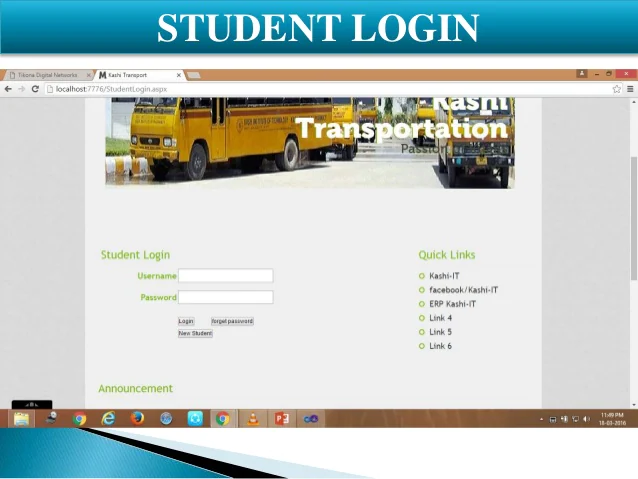 STUDENT LOGIN
Tikona Digital Networks
Kashi Transport
localhost:7776/StudentLogin.aspx
Kashi
Transportation
Student Login
Username
Password
Login
forget password
New Student
Quick Links
Kashi-IT
facebook/Kashi-IT
ERP Kashi-IT
Link 4
Link 5
Link 6
Announcement
11:49 PM
18-03-2016